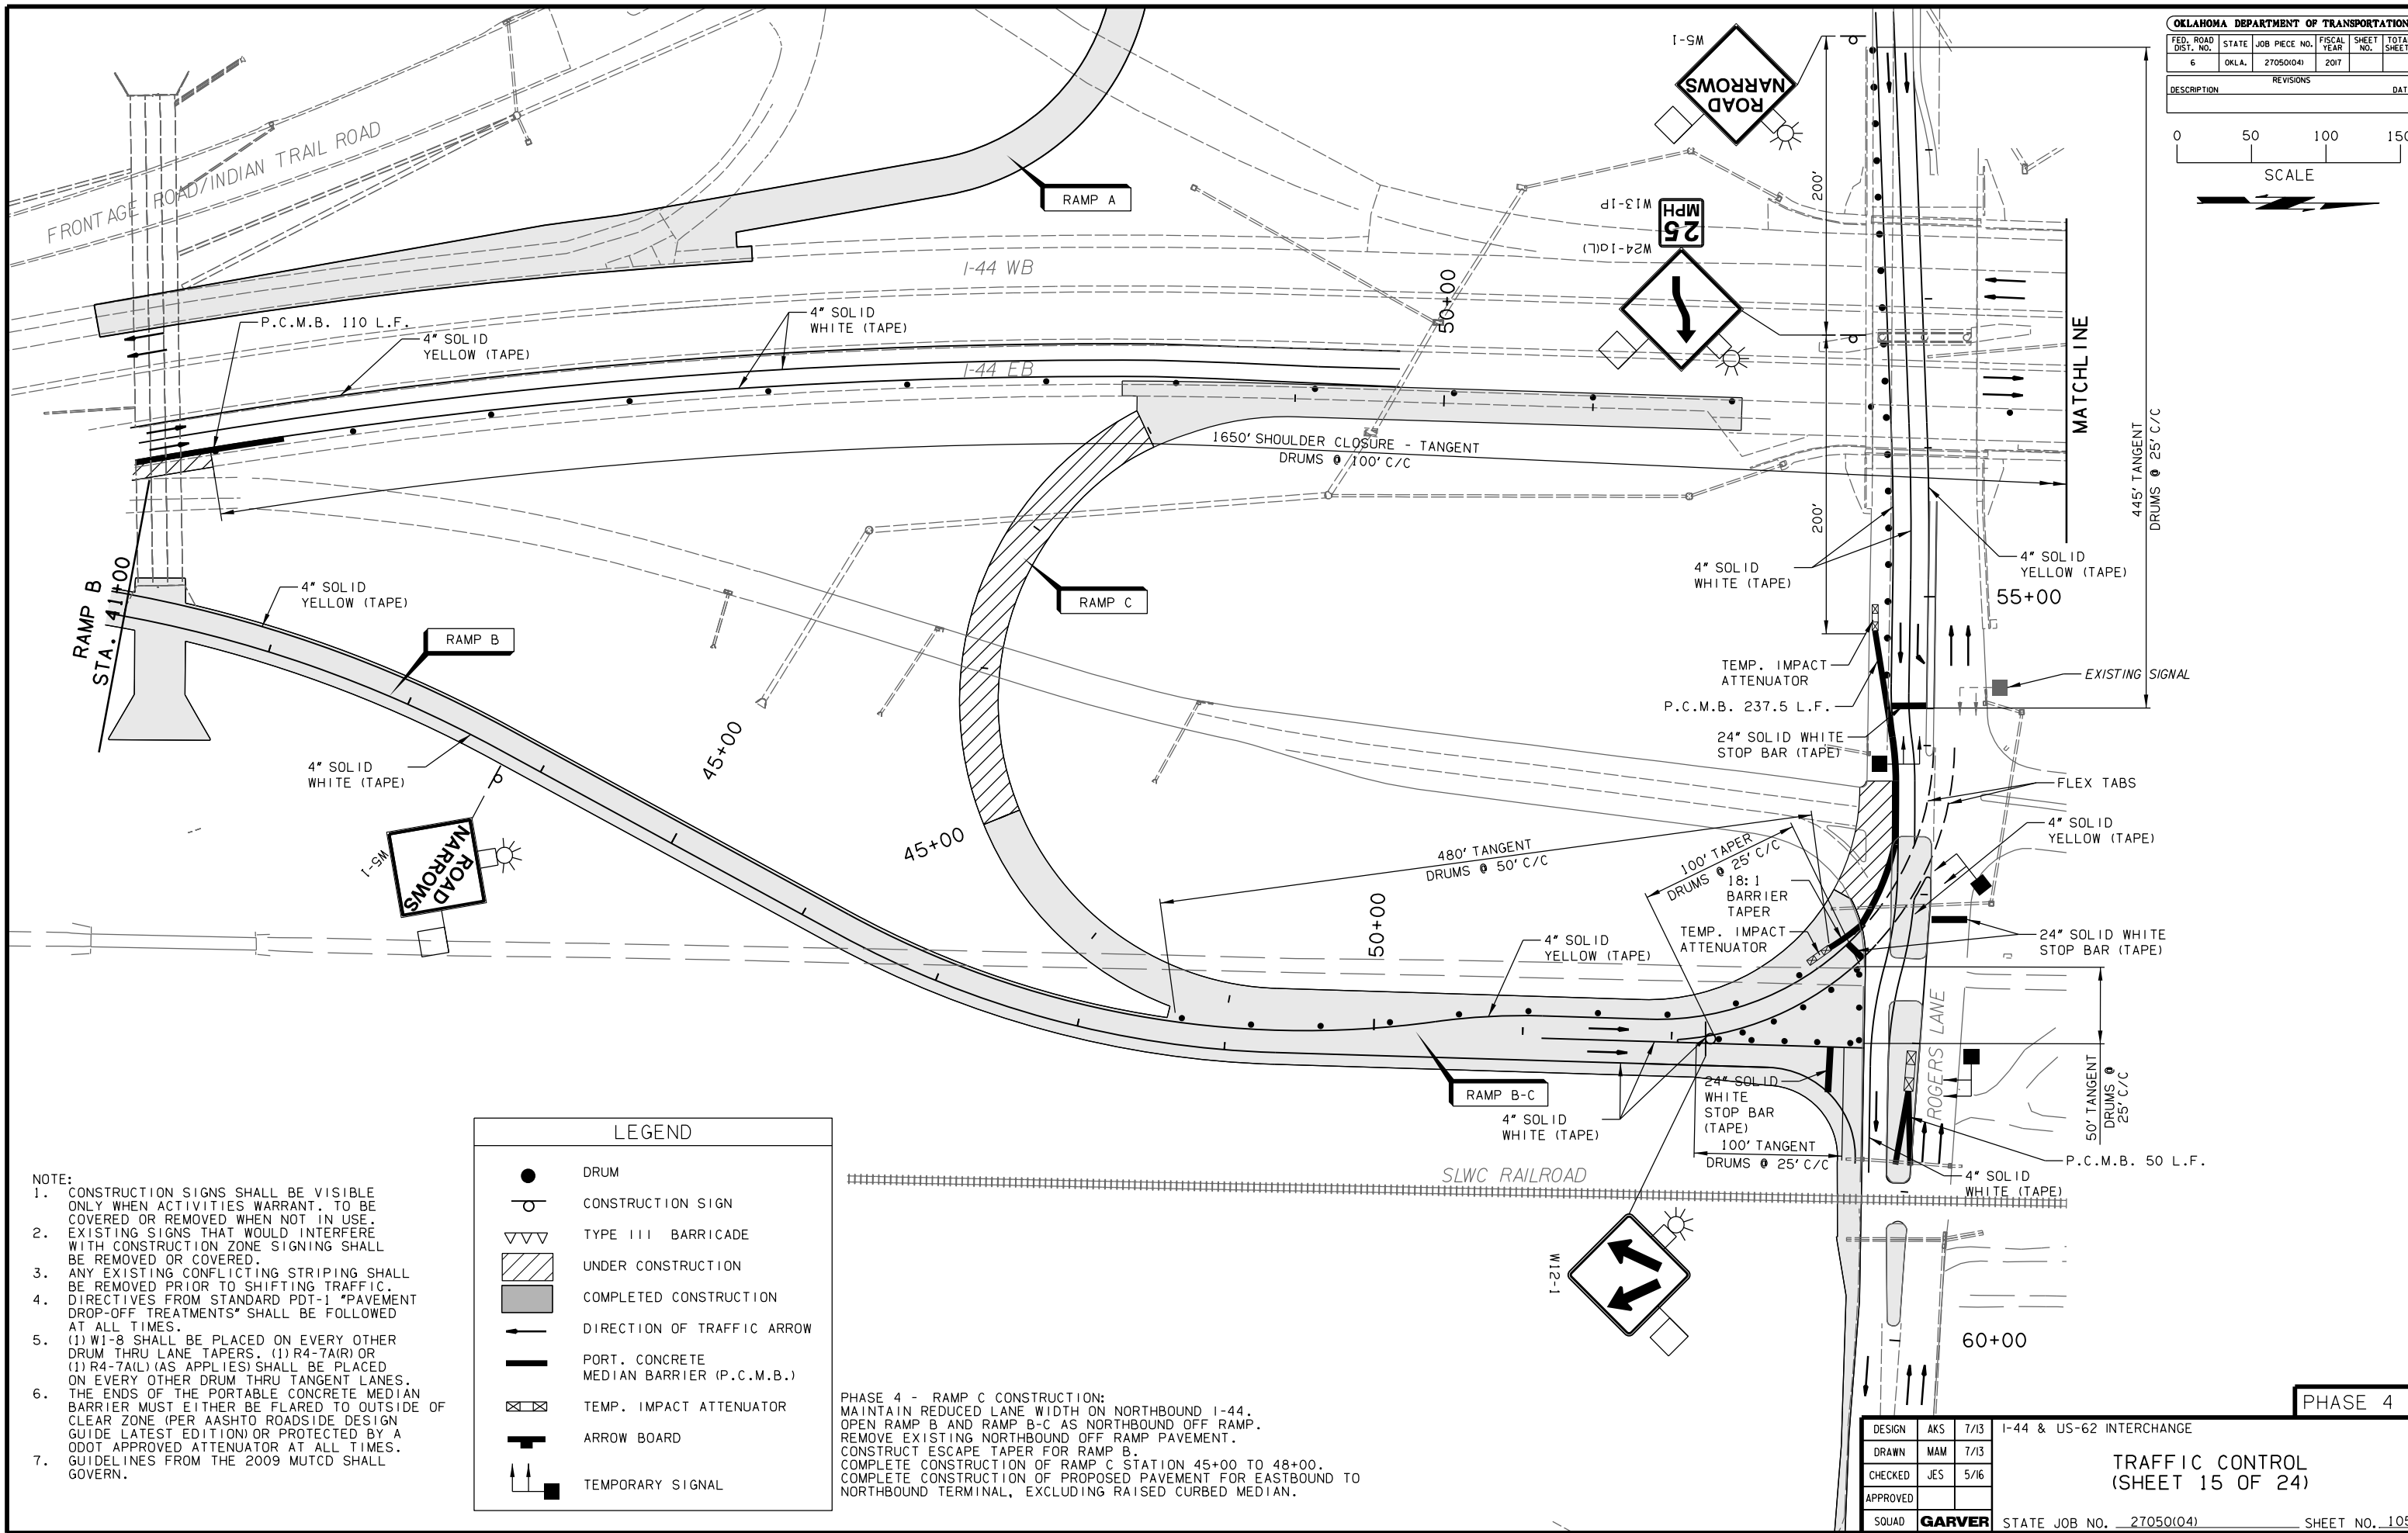 OKLAHOMA DEPARTMENT OF TRANSPORTATION
FED. ROAD DIST. NO.
STATE
JOB PIECE NO.
FISCAL YEAR
SHEET NO.
6
OKLA.
27050(04)
2017
REVISIONS
DESCRIPTION
0 50 100
SCALE
W5-1
ROAD
NARROWS
200'
W13-1P
25
MPH
W24-1a(L)
FRONTAGE ROAD/INDIAN TRAIL ROAD
RAMP A
I-44 WB
P.C.M.B. 110 L.F.
4" SOLID
YELLOW (TAPE)
4" SOLID
WHITE (TAPE)
I-44 EB
50+00
MATCHLINE
445' TANGENT
DRUMS @ 25' C/C
1650' SHOULDER CLOSURE - TANGENT
DRUMS @ 100' C/C
200'
RAMP B
STA. 41+00
4" SOLID
YELLOW (TAPE)
RAMP B
RAMP C
4" SOLID
WHITE (TAPE)
4" SOLID
YELLOW (TAPE)
55+00
TEMP. IMPACT
ATTENUATOR
EXISTING SIGNAL
P.C.M.B. 237.5 L.F.
24" SOLID WHITE
STOP BAR (TAPE)
4" SOLID
WHITE (TAPE)
45+00
45+00
FLEX TABS
4" SOLID
YELLOW (TAPE)
W5-1
ROAD
NARROWS
480' TANGENT
DRUMS @ 50' C/C
100' TAPER
DRUMS @ 25' C/C
18:1
BARRIER
TAPER
50+00
TEMP. IMPACT
ATTENUATOR
4" SOLID
YELLOW (TAPE)
24" SOLID WHITE
STOP BAR (TAPE)
ROGERS LANE
50' TANGENT
DRUMS @
25' C/C
RAMP B-C
4" SOLID
WHITE (TAPE)
24" SOLID
WHITE
STOP BAR
(TAPE)
100' TANGENT
DRUMS @ 25' C/C
P.C.M.B. 50 L.F.
4" SOLID
WHITE (TAPE)
SLWC RAILROAD
W12-1
60+00
NOTE:
1. CONSTRUCTION SIGNS SHALL BE VISIBLE
ONLY WHEN ACTIVITIES WARRANT. TO BE
COVERED OR REMOVED WHEN NOT IN USE.
2. EXISTING SIGNS THAT WOULD INTERFERE
WITH CONSTRUCTION ZONE SIGNING SHALL
BE REMOVED OR COVERED.
3. ANY EXISTING CONFLICTING STRIPING SHALL
BE REMOVED PRIOR TO SHIFTING TRAFFIC.
4. DIRECTIVES FROM STANDARD PDT-1 "PAVEMENT
DROP-OFF TREATMENTS" SHALL BE FOLLOWED
AT ALL TIMES.
5. (1) W1-8 SHALL BE PLACED ON EVERY OTHER
DRUM THRU LANE TAPERS. (1) R4-7A(R) OR
(1) R4-7A(L) (AS APPLIES) SHALL BE PLACED
ON EVERY OTHER DRUM THRU TANGENT LANES.
6. THE ENDS OF THE PORTABLE CONCRETE MEDIAN
BARRIER MUST EITHER BE FLARED TO OUTSIDE OF
CLEAR ZONE (PER AASHTO ROADSIDE DESIGN
GUIDE LATEST EDITION) OR PROTECTED BY A
ODOT APPROVED ATTENUATOR AT ALL TIMES.
7. GUIDELINES FROM THE 2009 MUTCD SHALL
GOVERN.
LEGEND
DRUM
CONSTRUCTION SIGN
TYPE III BARRICADE
UNDER CONSTRUCTION
COMPLETED CONSTRUCTION
DIRECTION OF TRAFFIC ARROW
PORT. CONCRETE
MEDIAN BARRIER (P.C.M.B.)
TEMP. IMPACT ATTENUATOR
ARROW BOARD
TEMPORARY SIGNAL
PHASE 4 - RAMP C CONSTRUCTION:
MAINTAIN REDUCED LANE WIDTH ON NORTHBOUND I-44.
OPEN RAMP B AND RAMP B-C AS NORTHBOUND OFF RAMP.
REMOVE EXISTING NORTHBOUND OFF RAMP PAVEMENT.
CONSTRUCT ESCAPE TAPER FOR RAMP B.
COMPLETE CONSTRUCTION OF RAMP C STATION 45+00 TO 48+00.
COMPLETE CONSTRUCTION OF PROPOSED PAVEMENT FOR EASTBOUND TO
NORTHBOUND TERMINAL, EXCLUDING RAISED CURBED MEDIAN.
PHASE 4
DESIGN AKS 7/13
DRAWN MAM 7/13
CHECKED JES 5/16
APPROVED
SQUAD GARVER
I-44 & US-62 INTERCHANGE
TRAFFIC CONTROL
(SHEET 15 OF 24)
STATE JOB NO. 27050(04) SHEET NO.